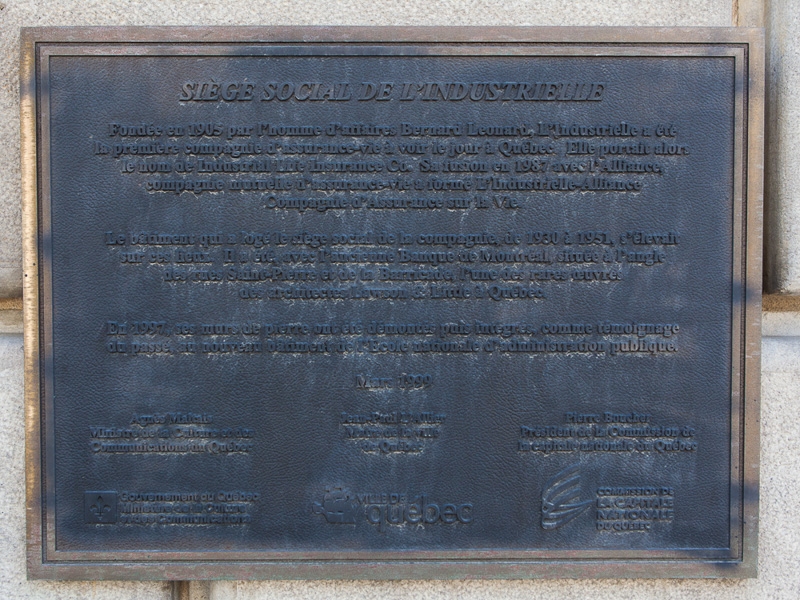 SIÈGE SOCIAL DE L'INDUSTRIELLE
Fondée en 1905 par l'homme d'affaires Bernard Leonard, L'Industrielle a été
la première compagnie d'assurance-vie à voir le jour à Québec. Elle portait alors
le nom de Industrial Life Insurance Co. Sa fusion en 1987 avec l'Alliance,
compagnie mutuelle d'assurance-vie a formé L'Industrielle-Alliance
Compagnie d'Assurance sur la Vie.
Le bâtiment qui a logé le siège social de la compagnie, de 1930 à 1951, s'élevait
sur ces lieux. Il a été, avec l'ancienne Banque de Montréal, située à l'angle
des rues Saint-Pierre et de la Barricade, l'une des rares œuvres
des architectes Lawson & Little à Québec.
En 1997, ses murs de pierre ont été démontés puis intégrés, comme témoignage
du passé, au nouveau bâtiment de l'École nationale d'administration publique.
Mars 1999
Agnès Maltais
Ministre de la Culture et des
Communications du Québec
Jean-Paul L'Allier
Maire de la ville
de Québec
Pierre Boucher
Président de la Commission de
la capitale nationale du Québec
Gouvernement du Québec
Ministère de la Culture
et des Communications
VILLE DE
québec
COMMISSION DE
LA CAPITALE
NATIONALE
DU QUÉBEC